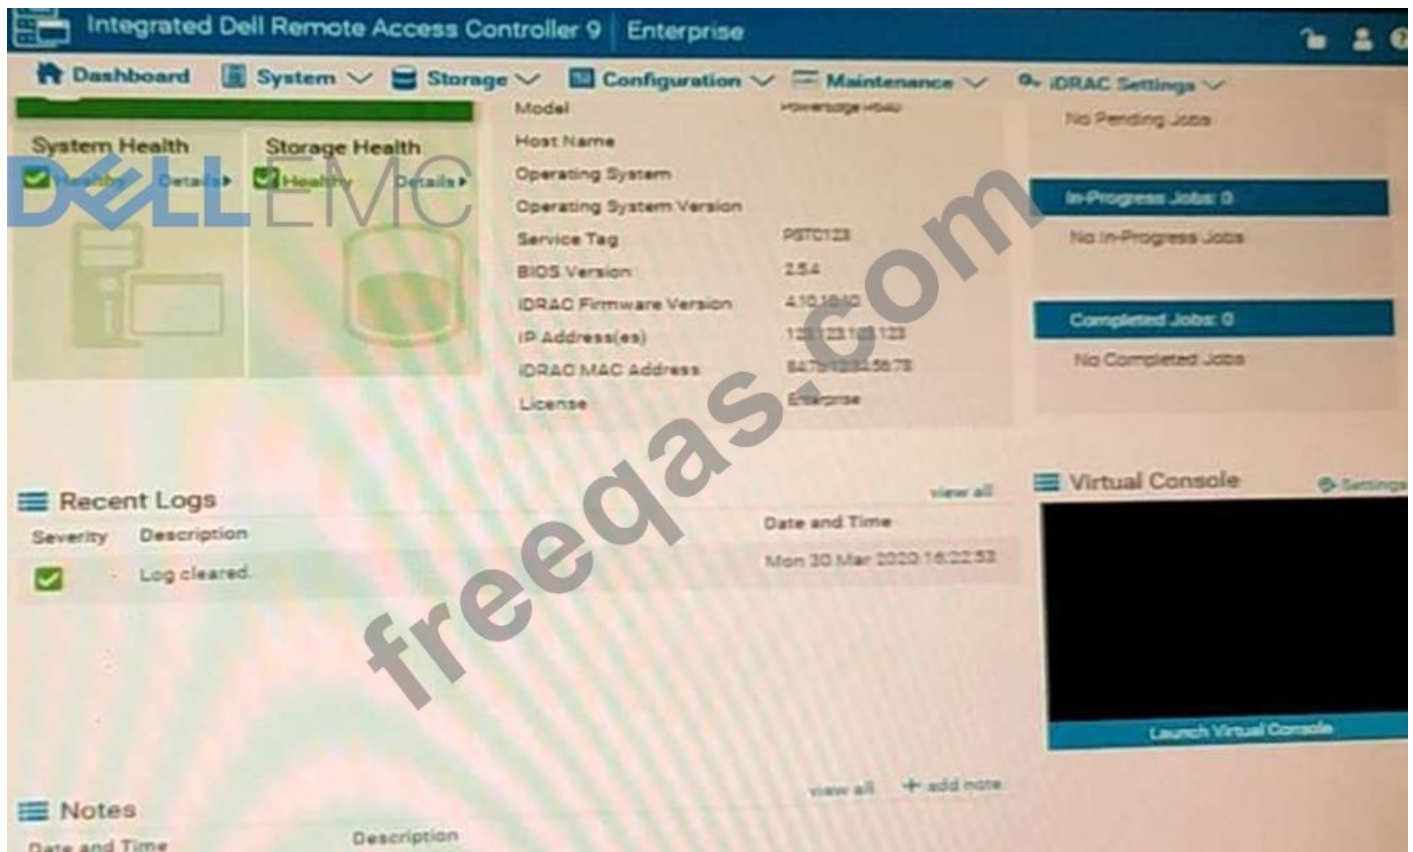 Integrated Dell Remote Access Controller 9 Enterprise
Dashboard System Storage Configuration Maintenance iDRAC Settings
System Health
Healthy Details
Storage Health
Healthy Details
DELLEMC
Model
Host Name
Operating System
Operating System Version
Service Tag
BIOS Version 2.5.4
iDRAC Firmware Version
IP Address(es) 123.123.123.123
iDRAC MAC Address
License Enterprise
No Pending Jobs
In-Progress Jobs: 0
No In-Progress Jobs
Completed Jobs: 0
No Completed Jobs
freeqas.com
Recent Logs view all
Severity Description Date and Time
Log cleared. Mon 30 Mar 2020 16:22:53
Virtual Console Settings
Launch Virtual Console
Notes view all + add note
Date and Time Description